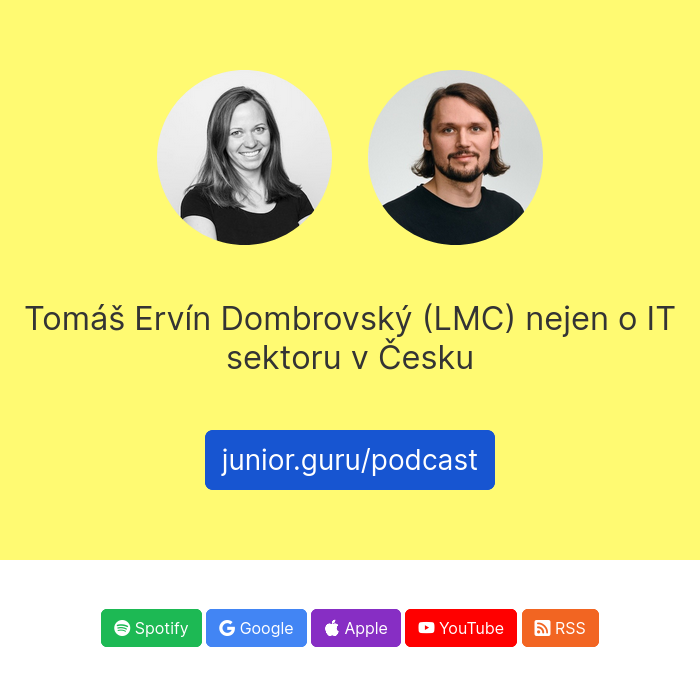 Tomáš Ervín Dombrovský (LMC) nejen o IT
sektoru v Česku
junior.guru/podcast
Spotify Google Apple YouTube RSS